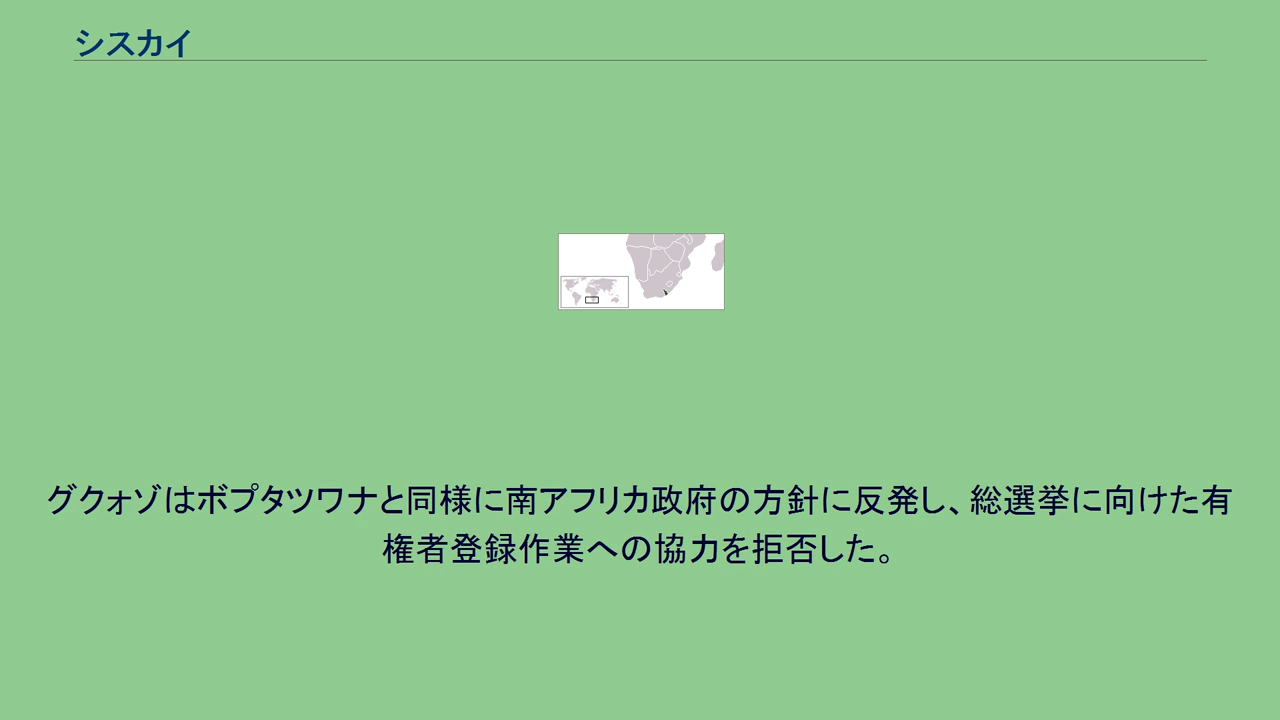 シスカイ
グクォゾはボプタツワナと同様に南アフリカ政府の方針に反発し、総選挙に向けた有
権者登録作業への協力を拒否した。